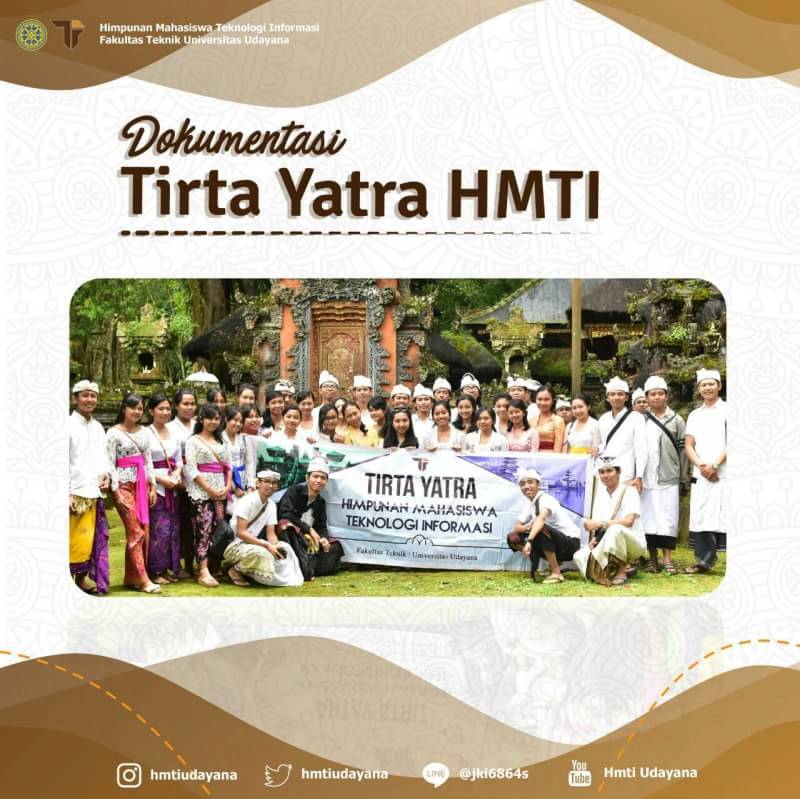 Himpunan Mahasiswa Teknologi Informasi
Fakultas Teknik Universitas Udayana
Dokumentasi
Tirta Yatra HMTI
TIRTA YATRA
HIMPUNAN MAHASISWA
TEKNOLOGI INFORMASI
Fakultas Teknik | Universitas Udayana
hmtiudayana
hmtiudayana
LINE
@jki6864s
You
Tube
Hmti Udayana